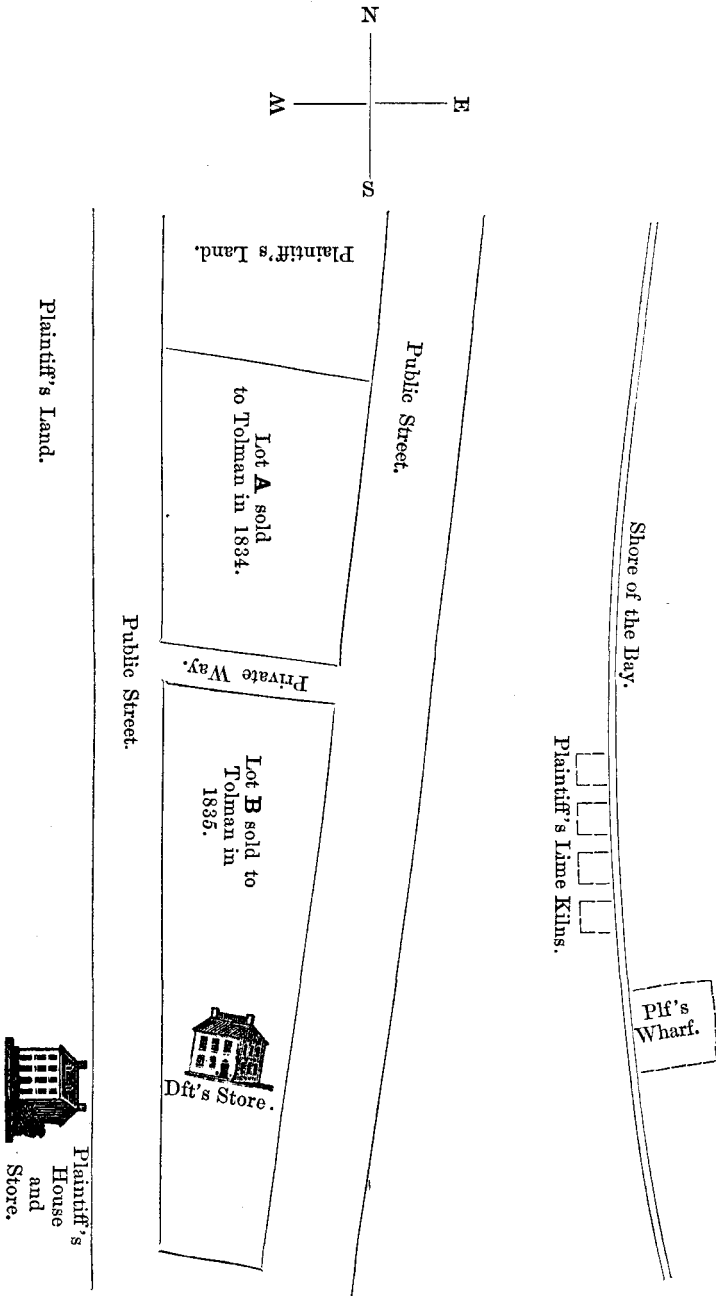 N
W
E
S
Plaintiff's Land.
Public Street.
Plaintiff's Land.
Lot A sold
to Tolman in 1834.
Shore of the Bay.
Public Street.
Private Way.
Plaintiff's Lime Kilns.
Lot B sold to
Tolman in
1835.
Plf's
Wharf.
Dft's Store.
Plaintiff's
House
and
Store.